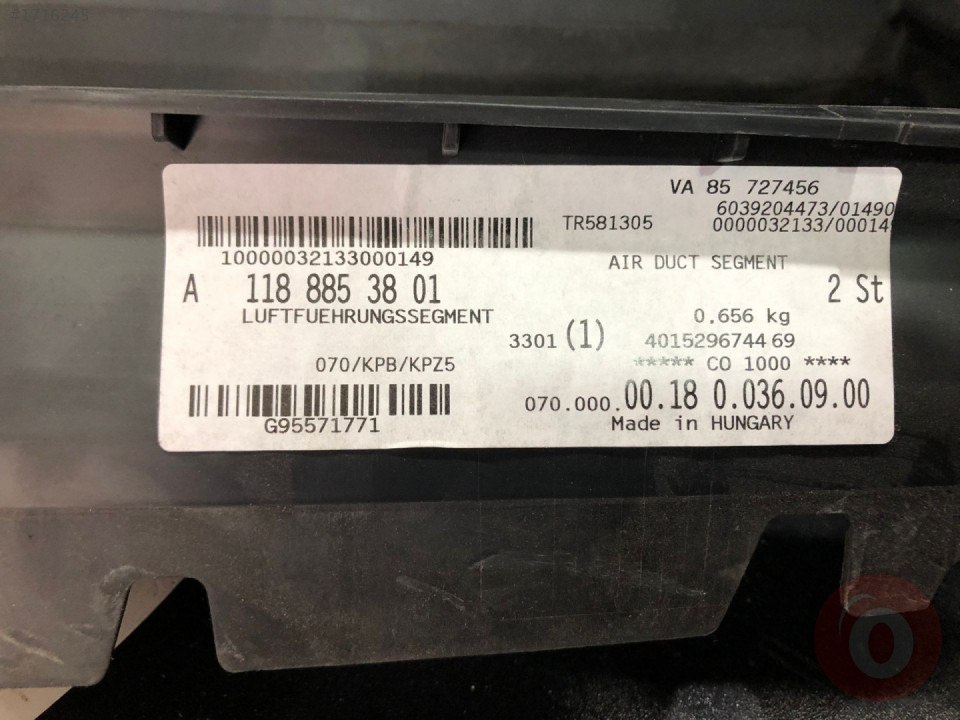 VA 85 727456
6039204473/01490
TR581305
0000032133/00014
10000032133000149
AIR DUCT SEGMENT
A 118 885 38 01
2 St
LUFTFUEHRUNGSSEGMENT
0.656 kg
3301 (1)
4015296744 69
070/KPB/KPZ5
***** CO 1000 ****
070.000.00.18 0.036.09.00
G95571771
Made in HUNGARY